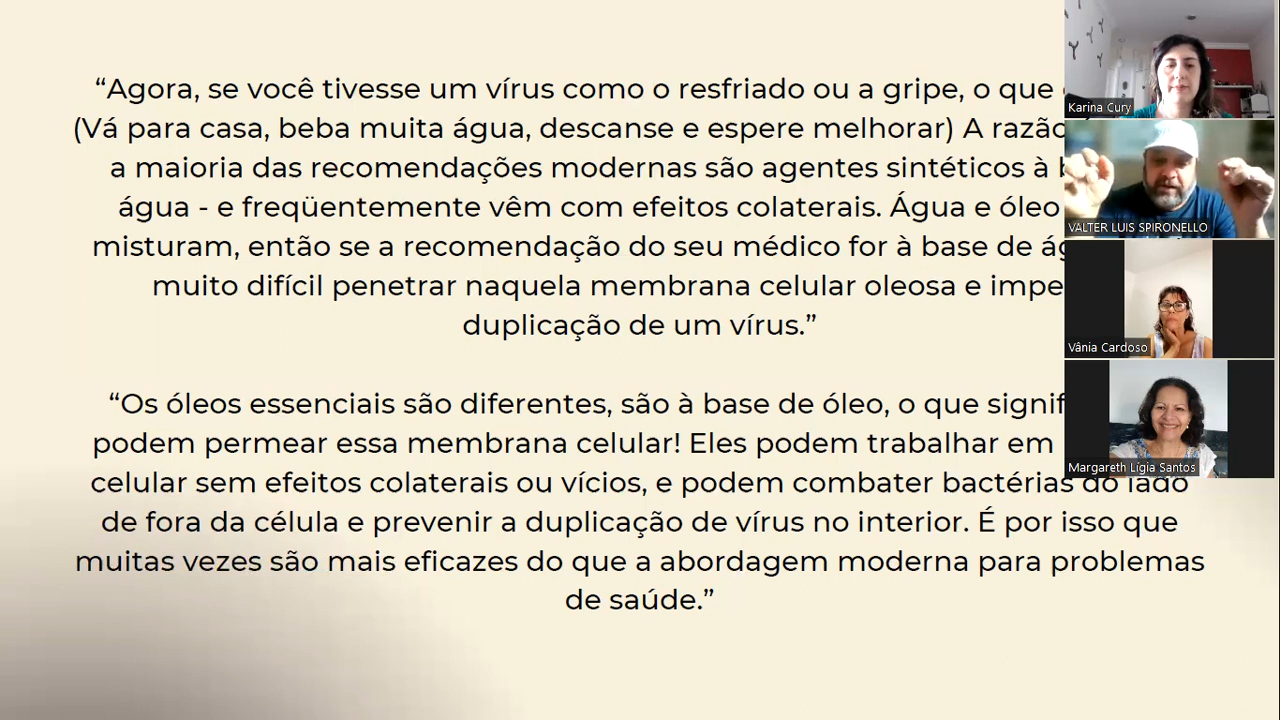 “Agora, se você tivesse um vírus como o resfriado ou a gripe, o que
(Vá para casa, beba muita água, descanse e espere melhorar) A razão
a maioria das recomendações modernas são agentes sintéticos à
água - e freqüentemente vêm com efeitos colaterais. Água e óleo
misturam, então se a recomendação do seu médico for à base de
muito difícil penetrar naquela membrana celular oleosa e
duplicação de um vírus.”
“Os óleos essenciais são diferentes, são à base de óleo, o que
podem permear essa membrana celular! Eles podem trabalhar em
celular sem efeitos colaterais ou vícios, e podem combater bactérias do lado
de fora da célula e prevenir a duplicação de vírus no interior. É por isso que
muitas vezes são mais eficazes do que a abordagem moderna para problemas
de saúde.”
Karina Cury
VALTER LUIS SPIRONELLO
Vânia Cardoso
Margareth Lígia Santos